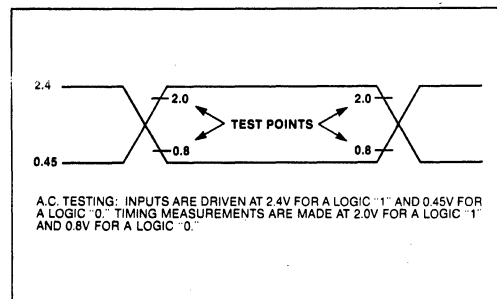 2.4
2.0 2.0
TEST POINTS
0.8 0.8
0.45
A.C. TESTING: INPUTS ARE DRIVEN AT 2.4V FOR A LOGIC "1" AND 0.45V FOR
A LOGIC "0." TIMING MEASUREMENTS ARE MADE AT 2.0V FOR A LOGIC "1"
AND 0.8V FOR A LOGIC "0."